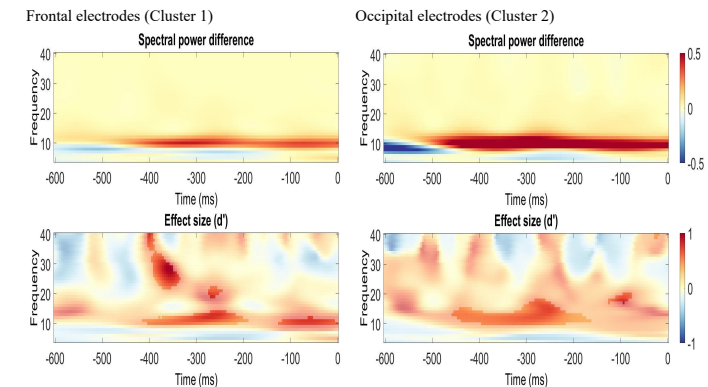 Frontal electrodes (Cluster 1)
Occipital electrodes (Cluster 2)
Spectral power difference
Frequency
40
30
20
10
-600 -500 -400 -300 -200 -100 0
Time (ms)
Spectral power difference
Frequency
40
30
20
10
-600 -500 -400 -300 -200 -100 0
Time (ms)
0.5
0
-0.5
Effect size (d')
Frequency
40
30
20
10
-600 -500 -400 -300 -200 -100 0
Time (ms)
Effect size (d')
Frequency
40
30
20
10
-600 -500 -400 -300 -200 -100 0
Time (ms)
1
0
-1